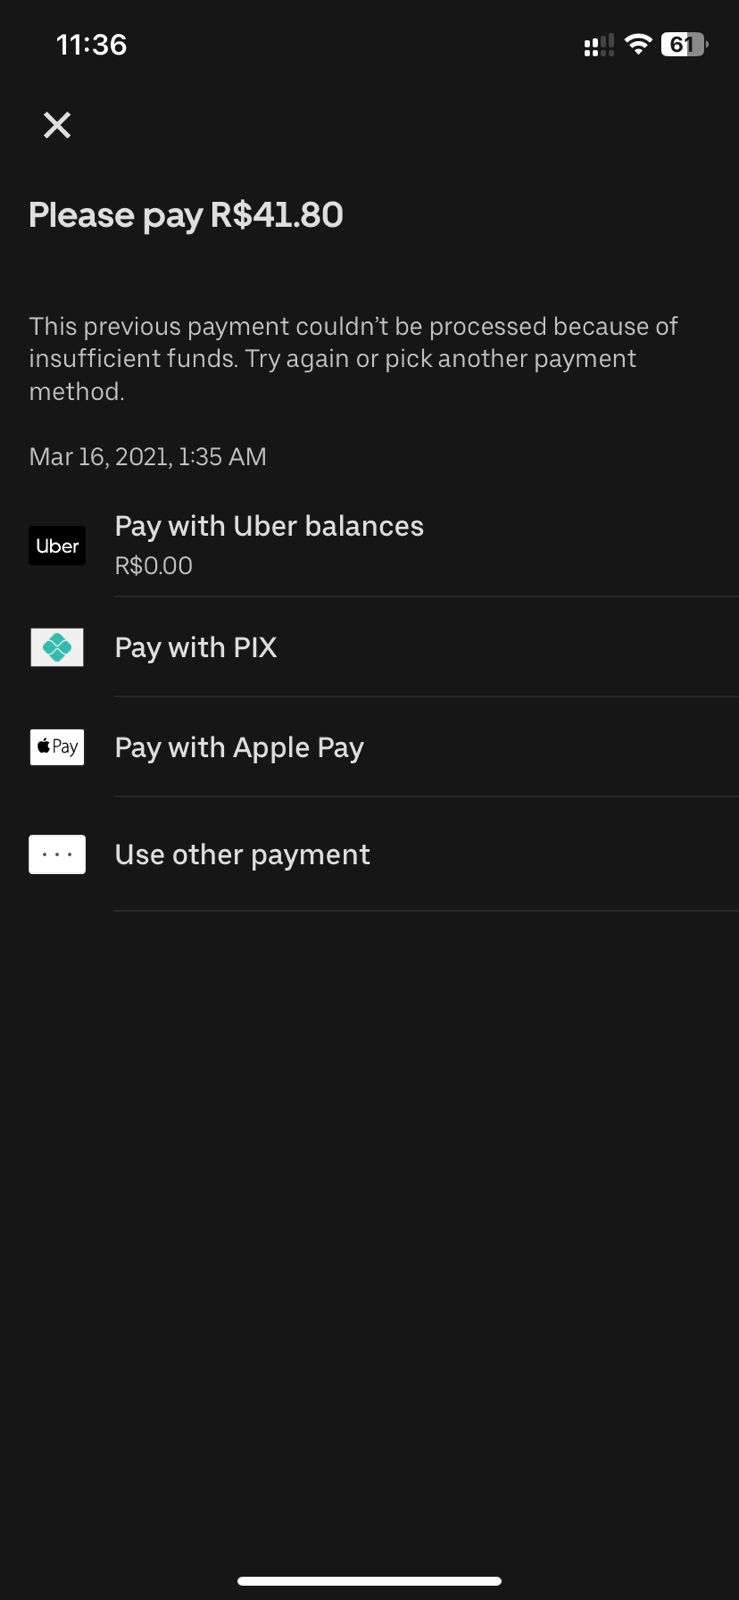 11:36
61
Please pay R$41.80
This previous payment couldn't be processed because of
insufficient funds. Try again or pick another payment
method.
Mar 16, 2021, 1:35 AM
Uber
Pay with Uber balances
R$0.00
Pay with PIX
Pay
Pay with Apple Pay
Use other payment